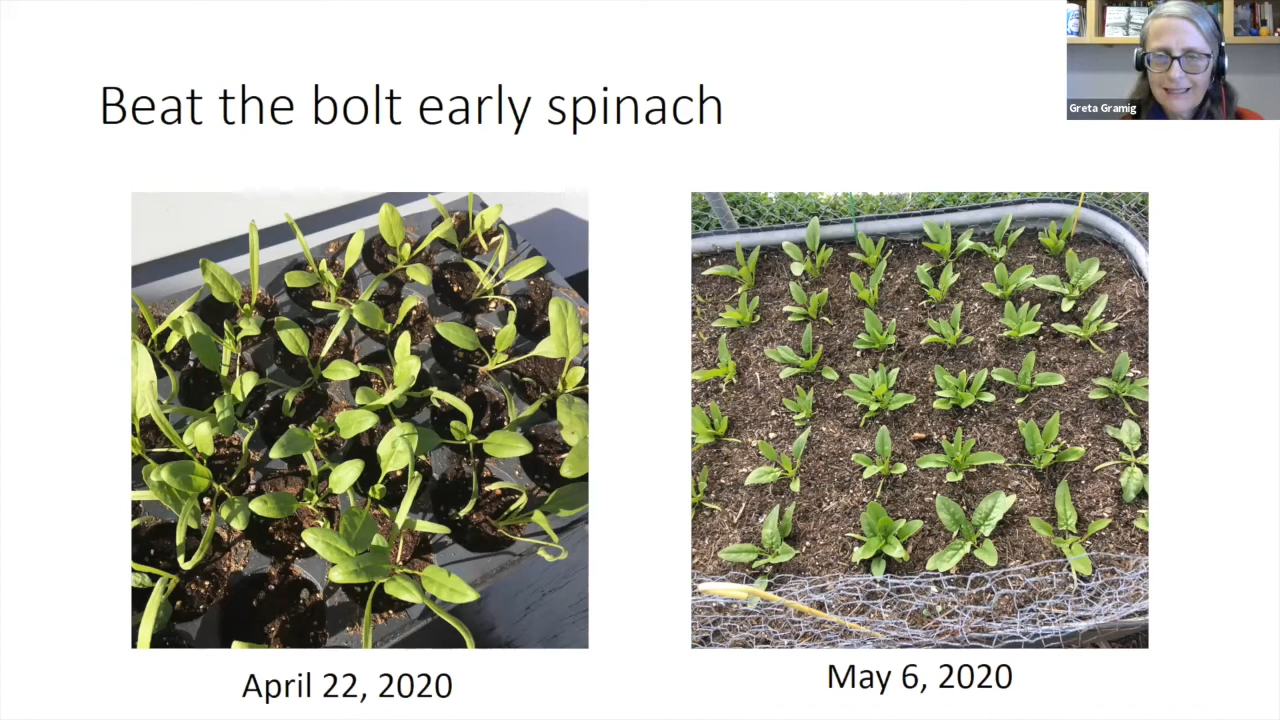 Beat the bolt early spinach
Greta Gramig
April 22, 2020
May 6, 2020